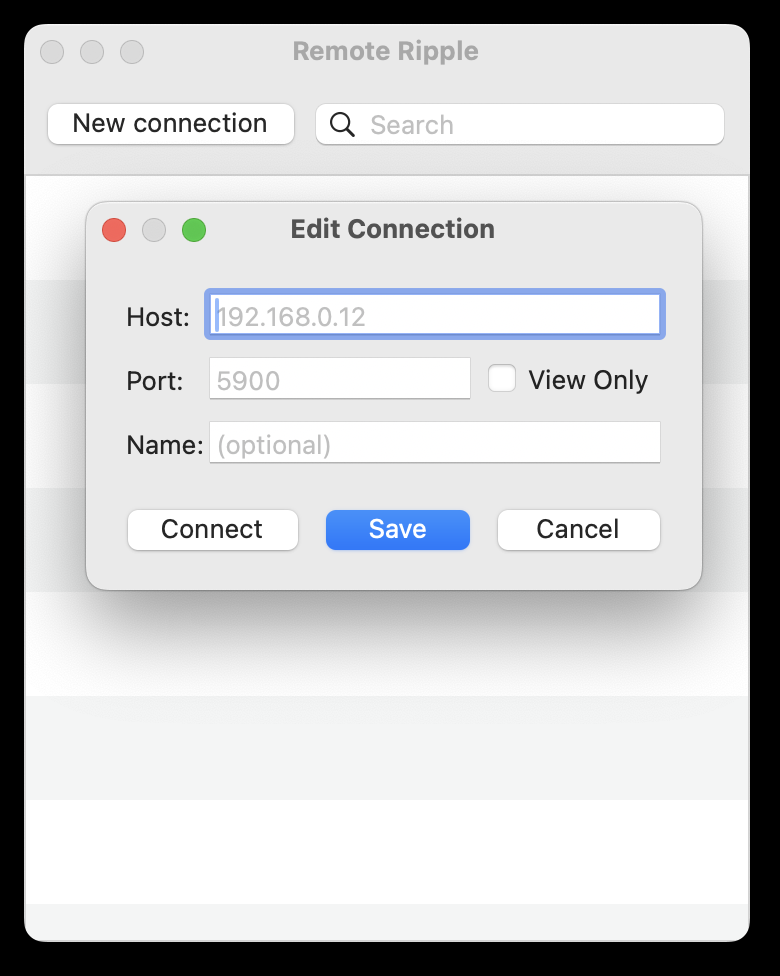 Remote Ripple
New connection
Search
Edit Connection
Host: 192.168.0.12
Port: 5900 View Only
Name: (optional)
Connect Save Cancel